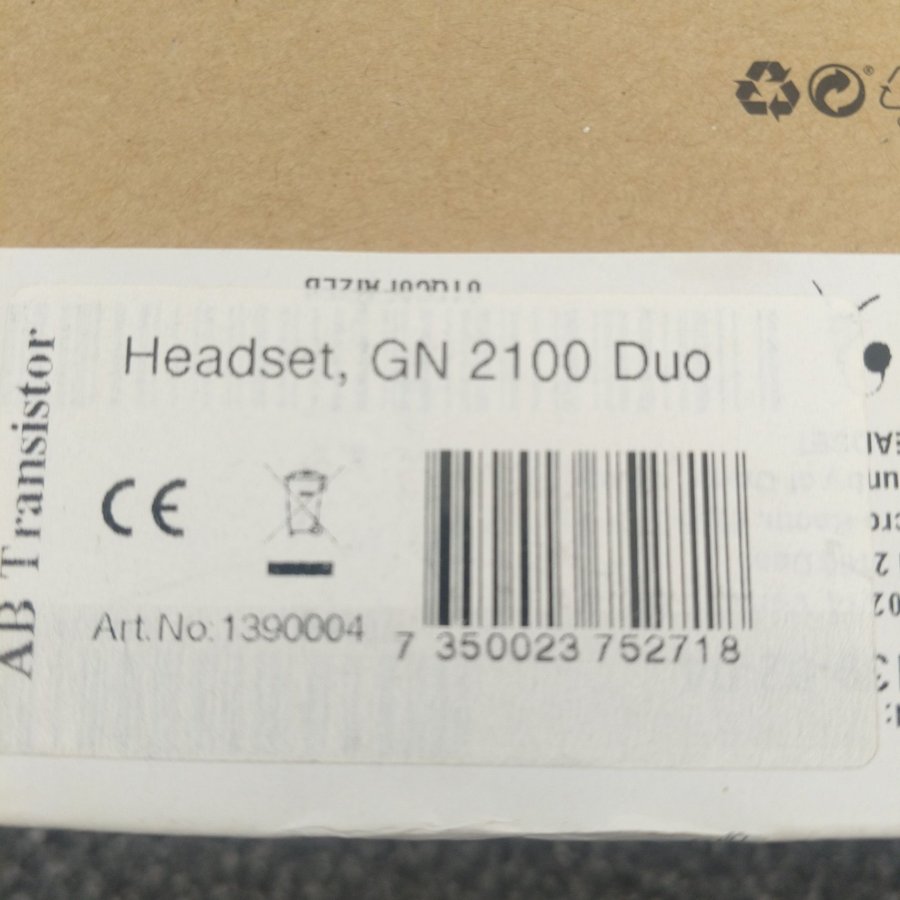 Headset, GN 2100 Duo
AB Transistor
CE
Art.No: 1390004
7 350023 752718